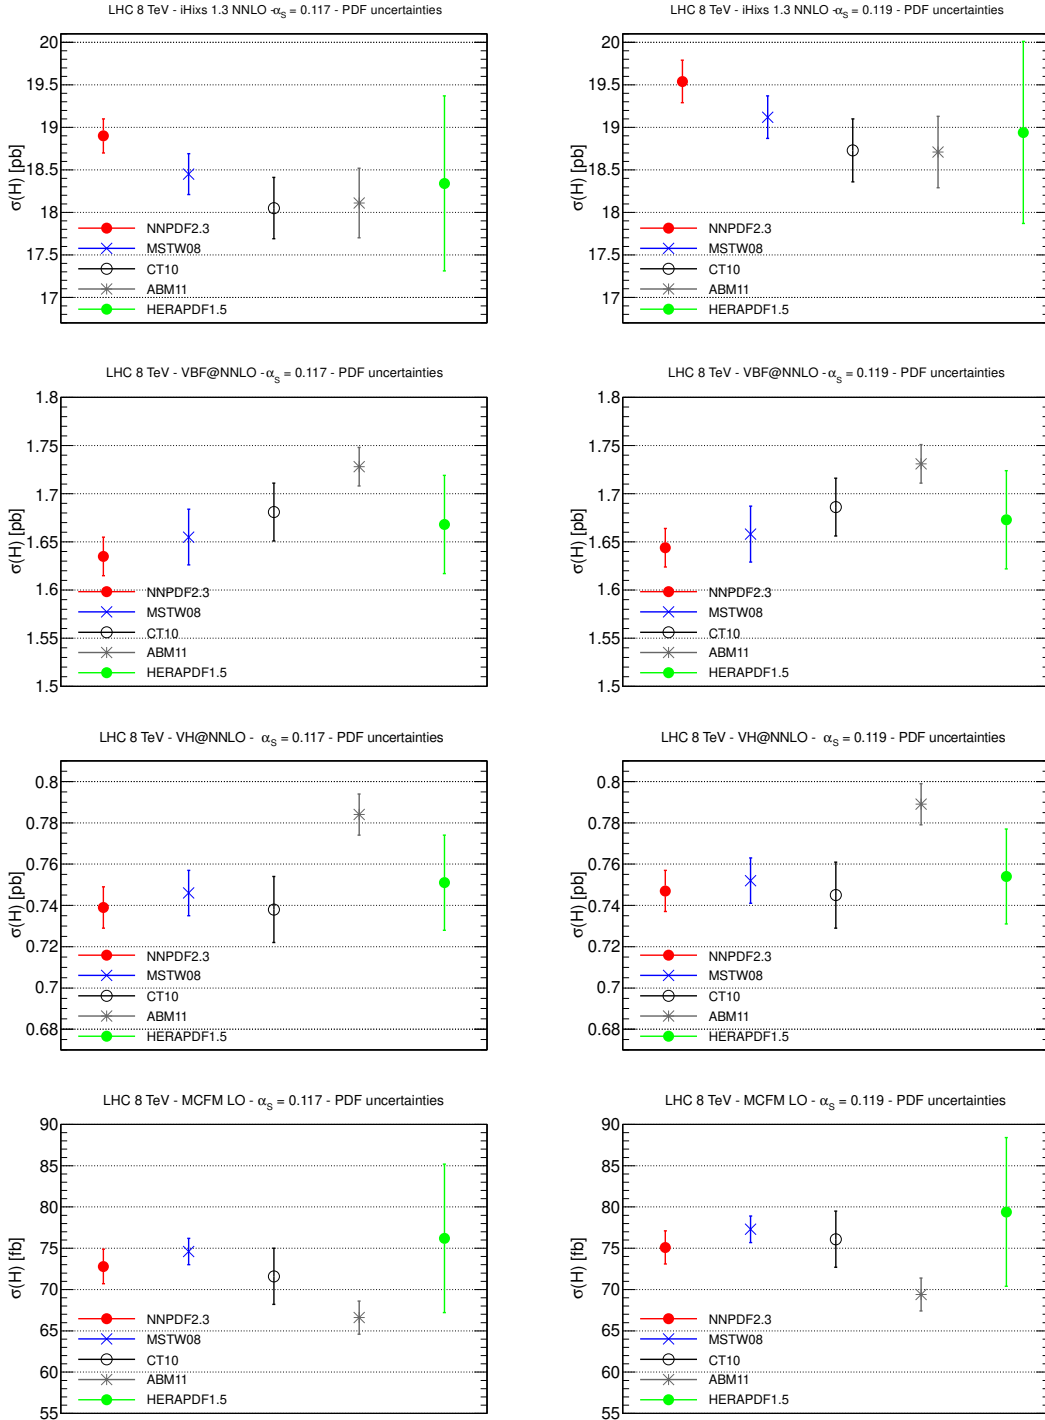 LHC 8 TeV - iHixs 1.3 NNLO -αS = 0.117 - PDF uncertainties
σ(H) [pb]
20
19.5
19
18.5
18
17.5
17
NNPDF2.3
MSTW08
CT10
ABM11
HERAPDF1.5
LHC 8 TeV - iHixs 1.3 NNLO -αS = 0.119 - PDF uncertainties
σ(H) [pb]
20
19.5
19
18.5
18
17.5
17
NNPDF2.3
MSTW08
CT10
ABM11
HERAPDF1.5
LHC 8 TeV - VBF@NNLO -αS = 0.117 - PDF uncertainties
σ(H) [pb]
1.8
1.75
1.7
1.65
1.6
1.55
1.5
NNPDF2.3
MSTW08
CT10
ABM11
HERAPDF1.5
LHC 8 TeV - VBF@NNLO -αS = 0.119 - PDF uncertainties
σ(H) [pb]
1.8
1.75
1.7
1.65
1.6
1.55
1.5
NNPDF2.3
MSTW08
CT10
ABM11
HERAPDF1.5
LHC 8 TeV - VH@NNLO - αS = 0.117 - PDF uncertainties
σ(H) [pb]
0.8
0.78
0.76
0.74
0.72
0.7
0.68
NNPDF2.3
MSTW08
CT10
ABM11
HERAPDF1.5
LHC 8 TeV - VH@NNLO - αS = 0.119 - PDF uncertainties
σ(H) [pb]
0.8
0.78
0.76
0.74
0.72
0.7
0.68
NNPDF2.3
MSTW08
CT10
ABM11
HERAPDF1.5
LHC 8 TeV - MCFM LO - αS = 0.117 - PDF uncertainties
σ(H) [fb]
90
85
80
75
70
65
60
55
NNPDF2.3
MSTW08
CT10
ABM11
HERAPDF1.5
LHC 8 TeV - MCFM LO - αS = 0.119 - PDF uncertainties
σ(H) [fb]
90
85
80
75
70
65
60
55
NNPDF2.3
MSTW08
CT10
ABM11
HERAPDF1.5